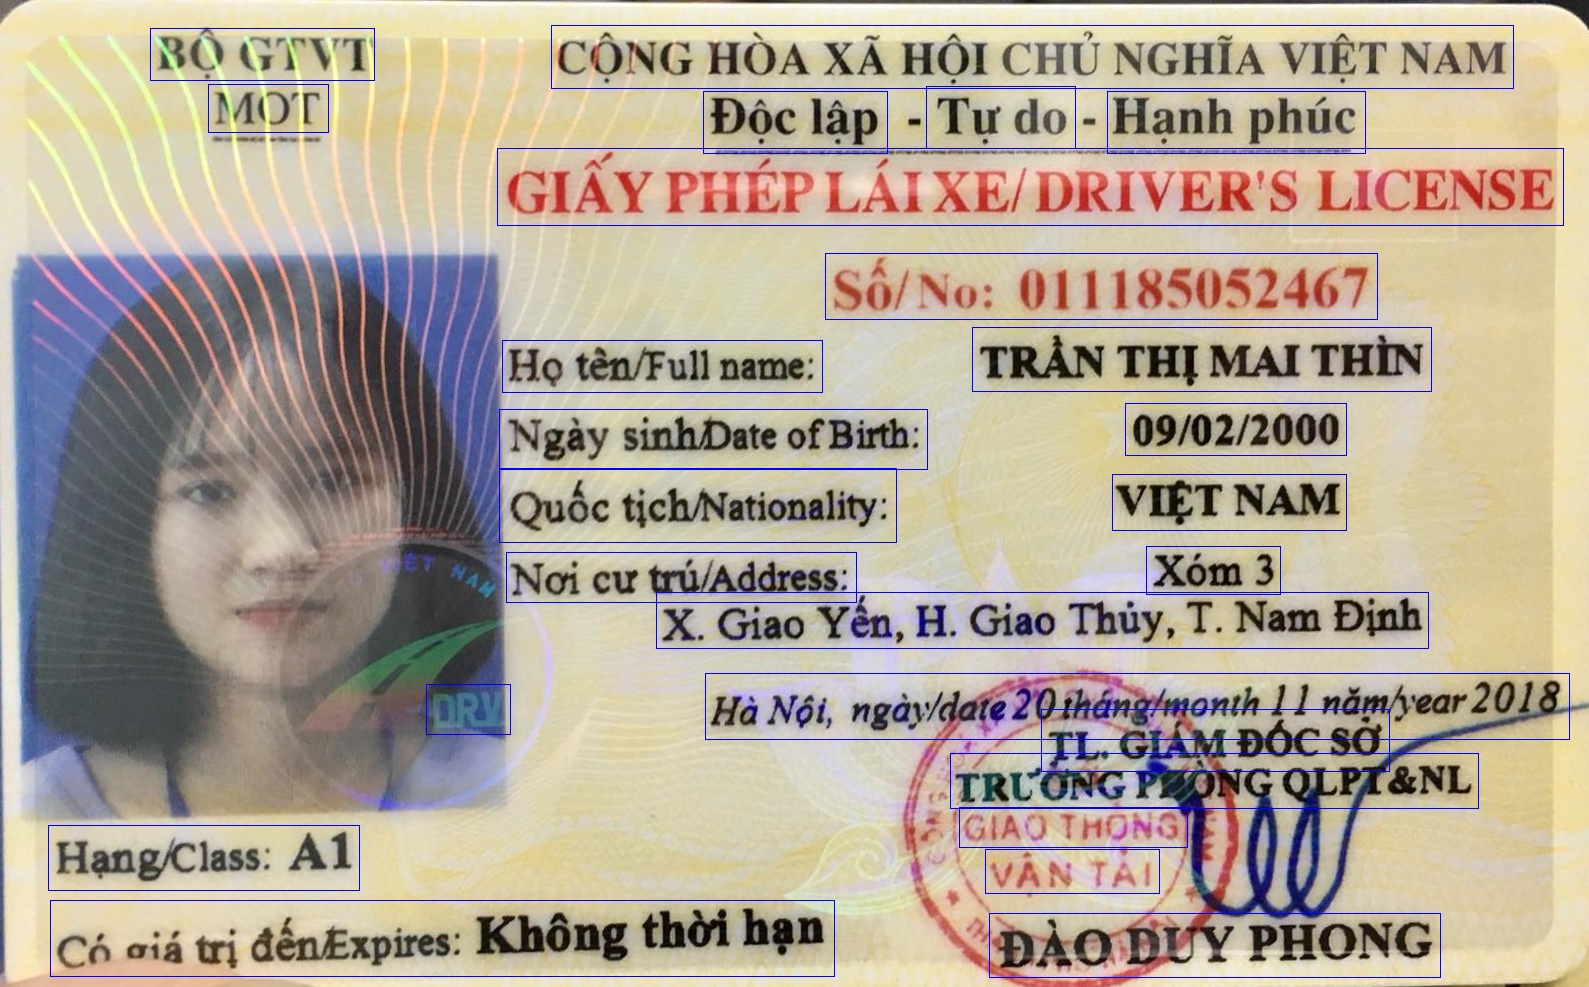 BỘ GTVT
MOT
CỘNG HÒA XÃ HỘI CHỦ NGHĨA VIỆT NAM
Độc lập - Tự do - Hạnh phúc
GIẤY PHÉP LÁI XE/ DRIVER'S LICENSE
Số/ No: 011185052467
Họ tên/Full name: TRẦN THỊ MAI THÌN
Ngày sinh/Date of Birth: 09/02/2000
Quốc tịch/Nationality: VIỆT NAM
Nơi cư trú/Address: Xóm 3
X. Giao Yến, H. Giao Thủy, T. Nam Định
VIỆT NAM
DRV
Hà Nội, ngày/date 20 tháng/month 11 năm/year 2018
TL. GIÁM ĐỐC SỞ
TRƯỞNG PHÒNG QLPT&NL
GIAO THÔNG
VẬN TẢI
Hạng/Class: A1
Có giá trị đến/Expires: Không thời hạn
ĐÀO DUY PHONG